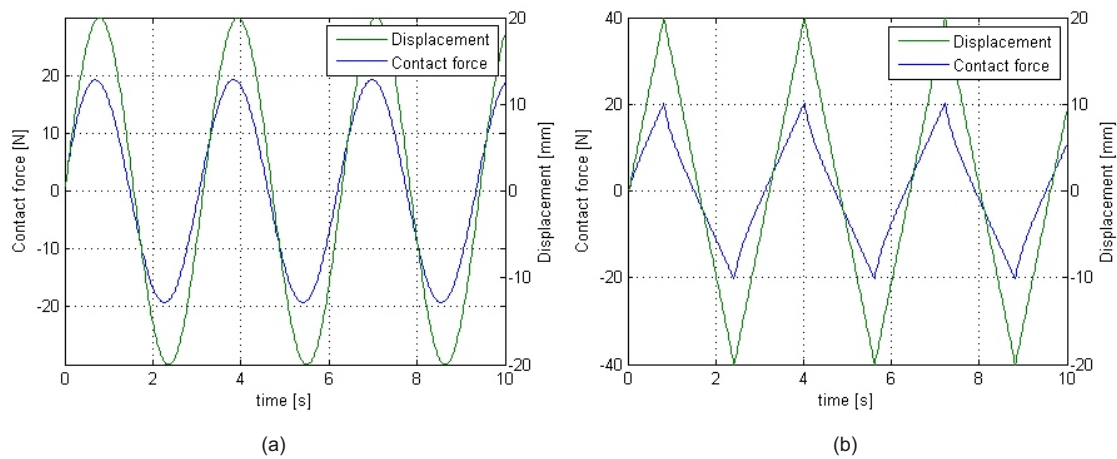 Displacement
Contact force
20
10
0
-10
-20
20
10
0
-10
-20
0 2 4 6 8 10
Contact force [N]
Displacement [mm]
time [s]
(a)
Displacement
Contact force
40
20
0
-20
-40
20
10
0
-10
-20
0 2 4 6 8 10
Contact force [N]
Displacement [mm]
time [s]
(b)